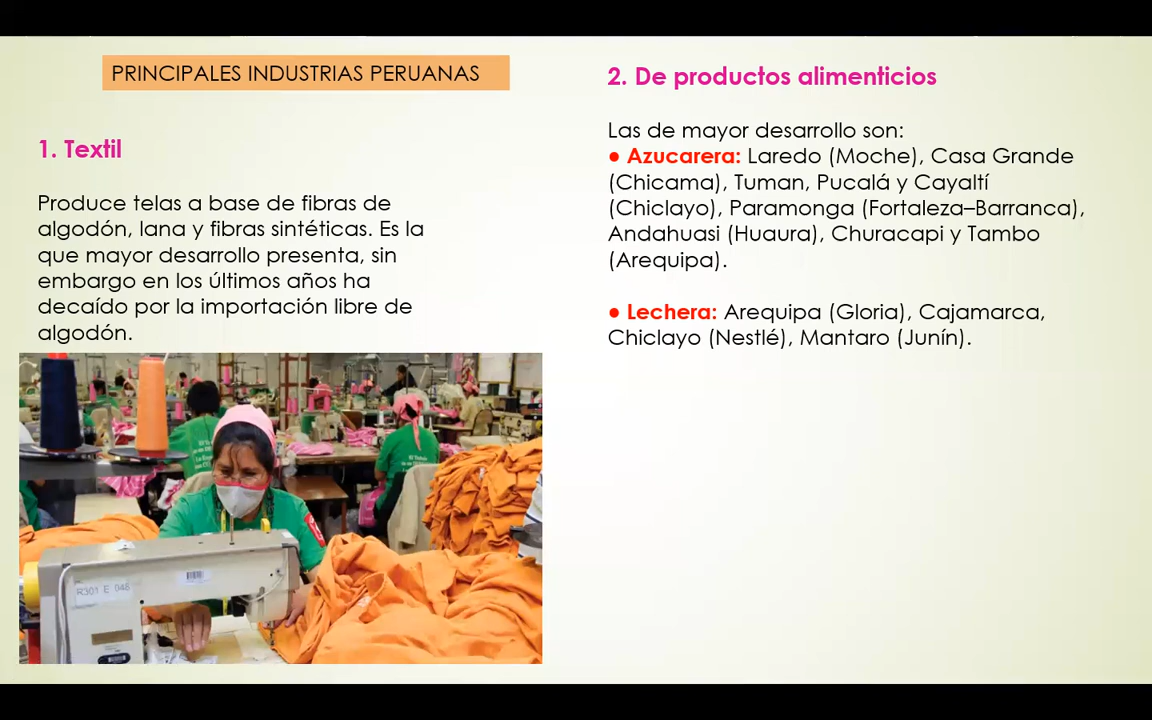 PRINCIPALES INDUSTRIAS PERUANAS
1. Textil
Produce telas a base de fibras de
algodón, lana y fibras sintéticas. Es la
que mayor desarrollo presenta, sin
embargo en los últimos años ha
decaído por la importación libre de
algodón.
R301 E 048
2. De productos alimenticios
Las de mayor desarrollo son:
● Azucarera: Laredo (Moche), Casa Grande
(Chicama), Tuman, Pucalá y Cayaltí
(Chiclayo), Paramonga (Fortaleza–Barranca),
Andahuasi (Huaura), Churacapi y Tambo
(Arequipa).
● Lechera: Arequipa (Gloria), Cajamarca,
Chiclayo (Nestlé), Mantaro (Junín).